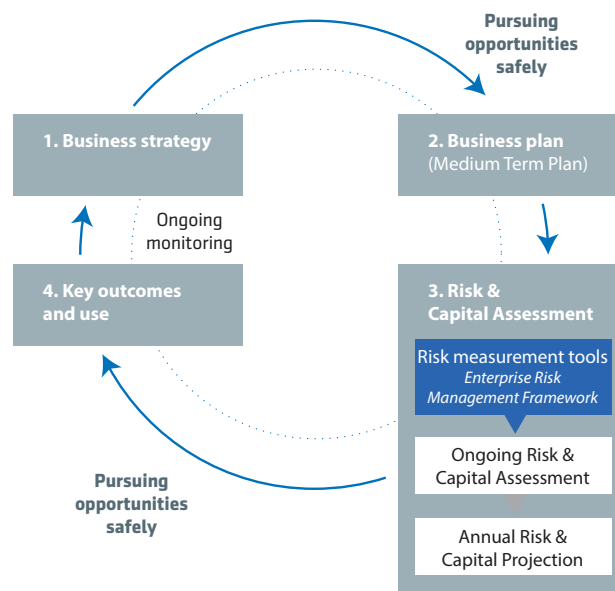 Pursuing
opportunities
safely
1. Business strategy
2. Business plan
(Medium Term Plan)
Ongoing
monitoring
4. Key outcomes
and use
3. Risk &
Capital Assessment
Risk measurement tools
Enterprise Risk
Management Framework
Ongoing Risk &
Capital Assessment
Annual Risk &
Capital Projection
Pursuing
opportunities
safely